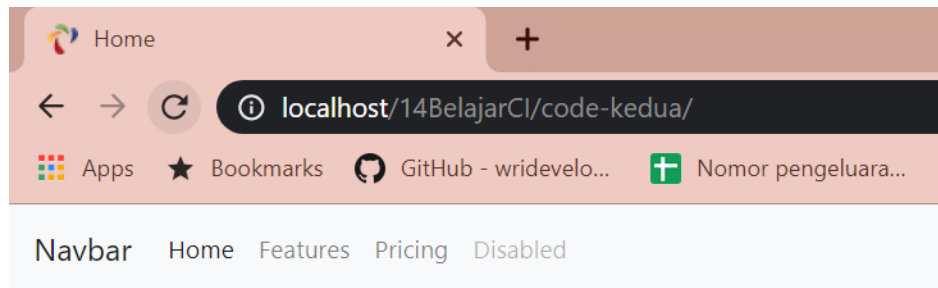 Home
localhost/14BelajarCI/code-kedua/
Apps Bookmarks GitHub - wridevelo... Nomor pengeluara...
Navbar Home Features Pricing Disabled